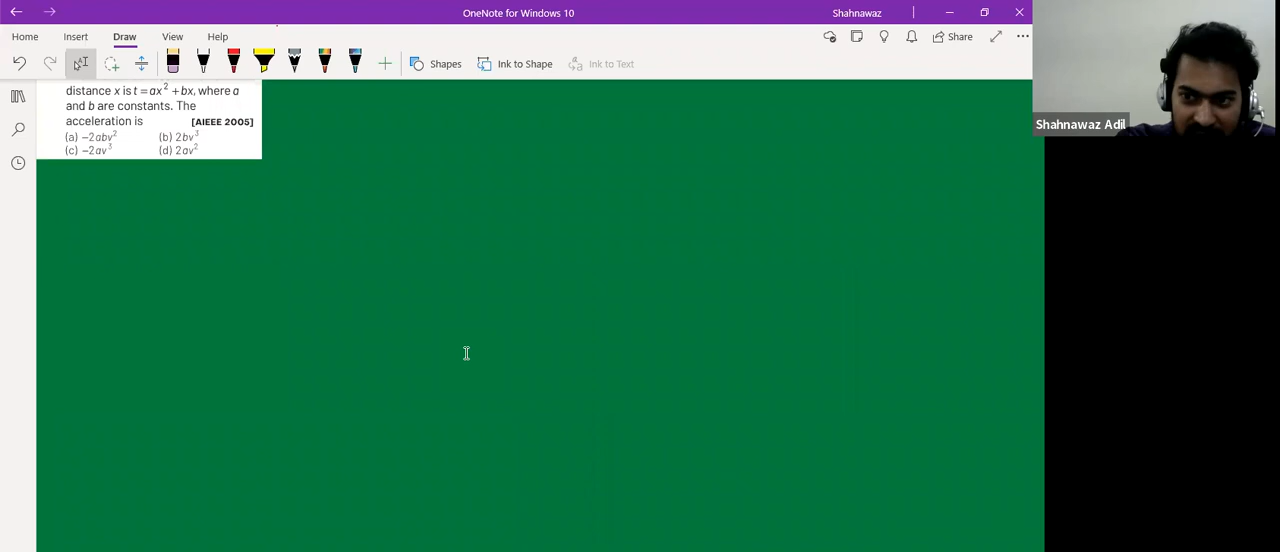 OneNote for Windows 10
Shahnawaz
Home
Insert
Draw
View
Help
Share
Shapes
Ink to Shape
Ink to Text
distance x is t = ax² + bx, where a
and b are constants. The
acceleration is [AIEEE 2005]
(a) −2abv² (b) 2bv³
(c) −2av³ (d) 2av²
Shahnawaz Adil